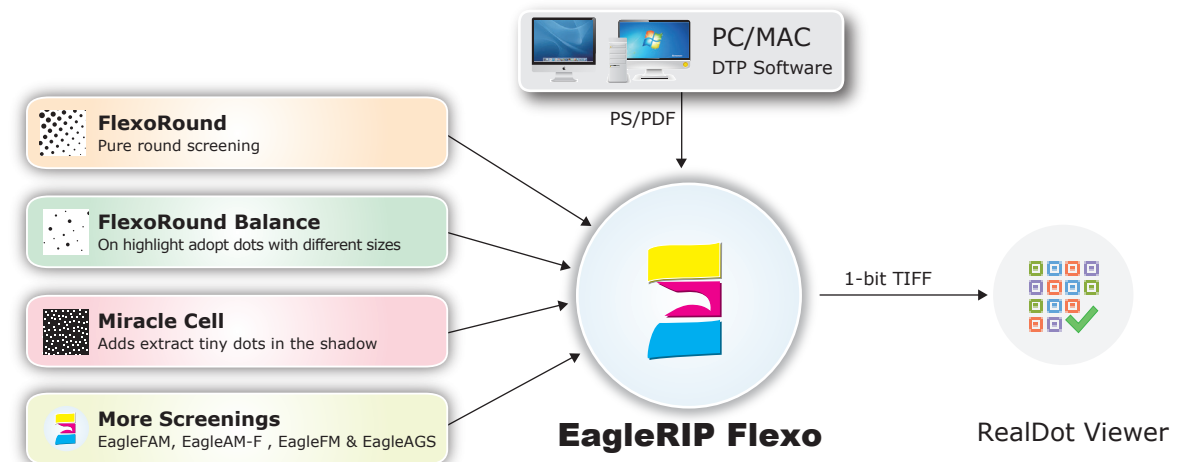 PC/MAC
DTP Software
PS/PDF
FlexoRound
Pure round screening
FlexoRound Balance
On highlight adopt dots with different sizes
Miracle Cell
Adds extract tiny dots in the shadow
More Screenings
EagleFAM, EagleAM-F , EagleFM & EagleAGS
1-bit TIFF
EagleRIP Flexo
RealDot Viewer